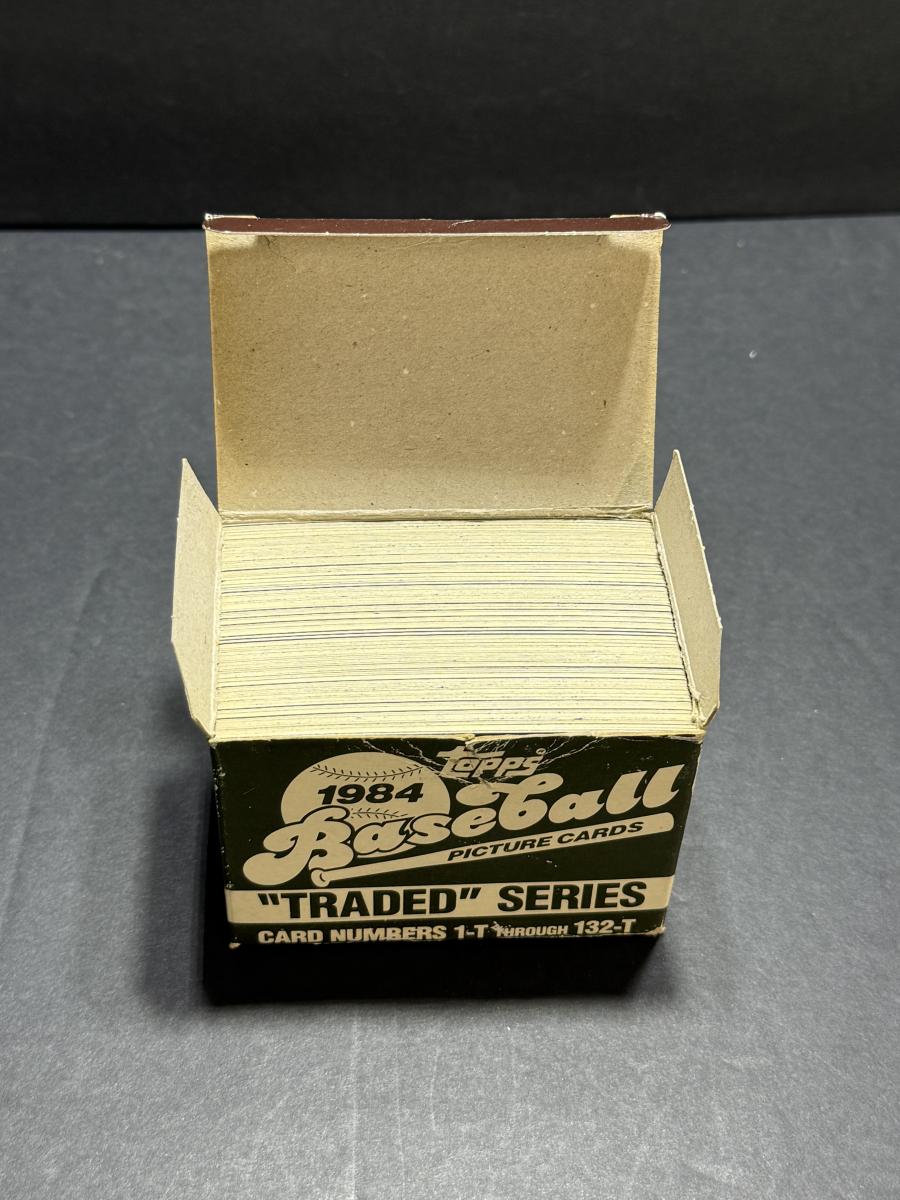 topps®
1984
Baseball
PICTURE CARDS
"TRADED" SERIES
CARD NUMBERS 1-T THROUGH 132-T